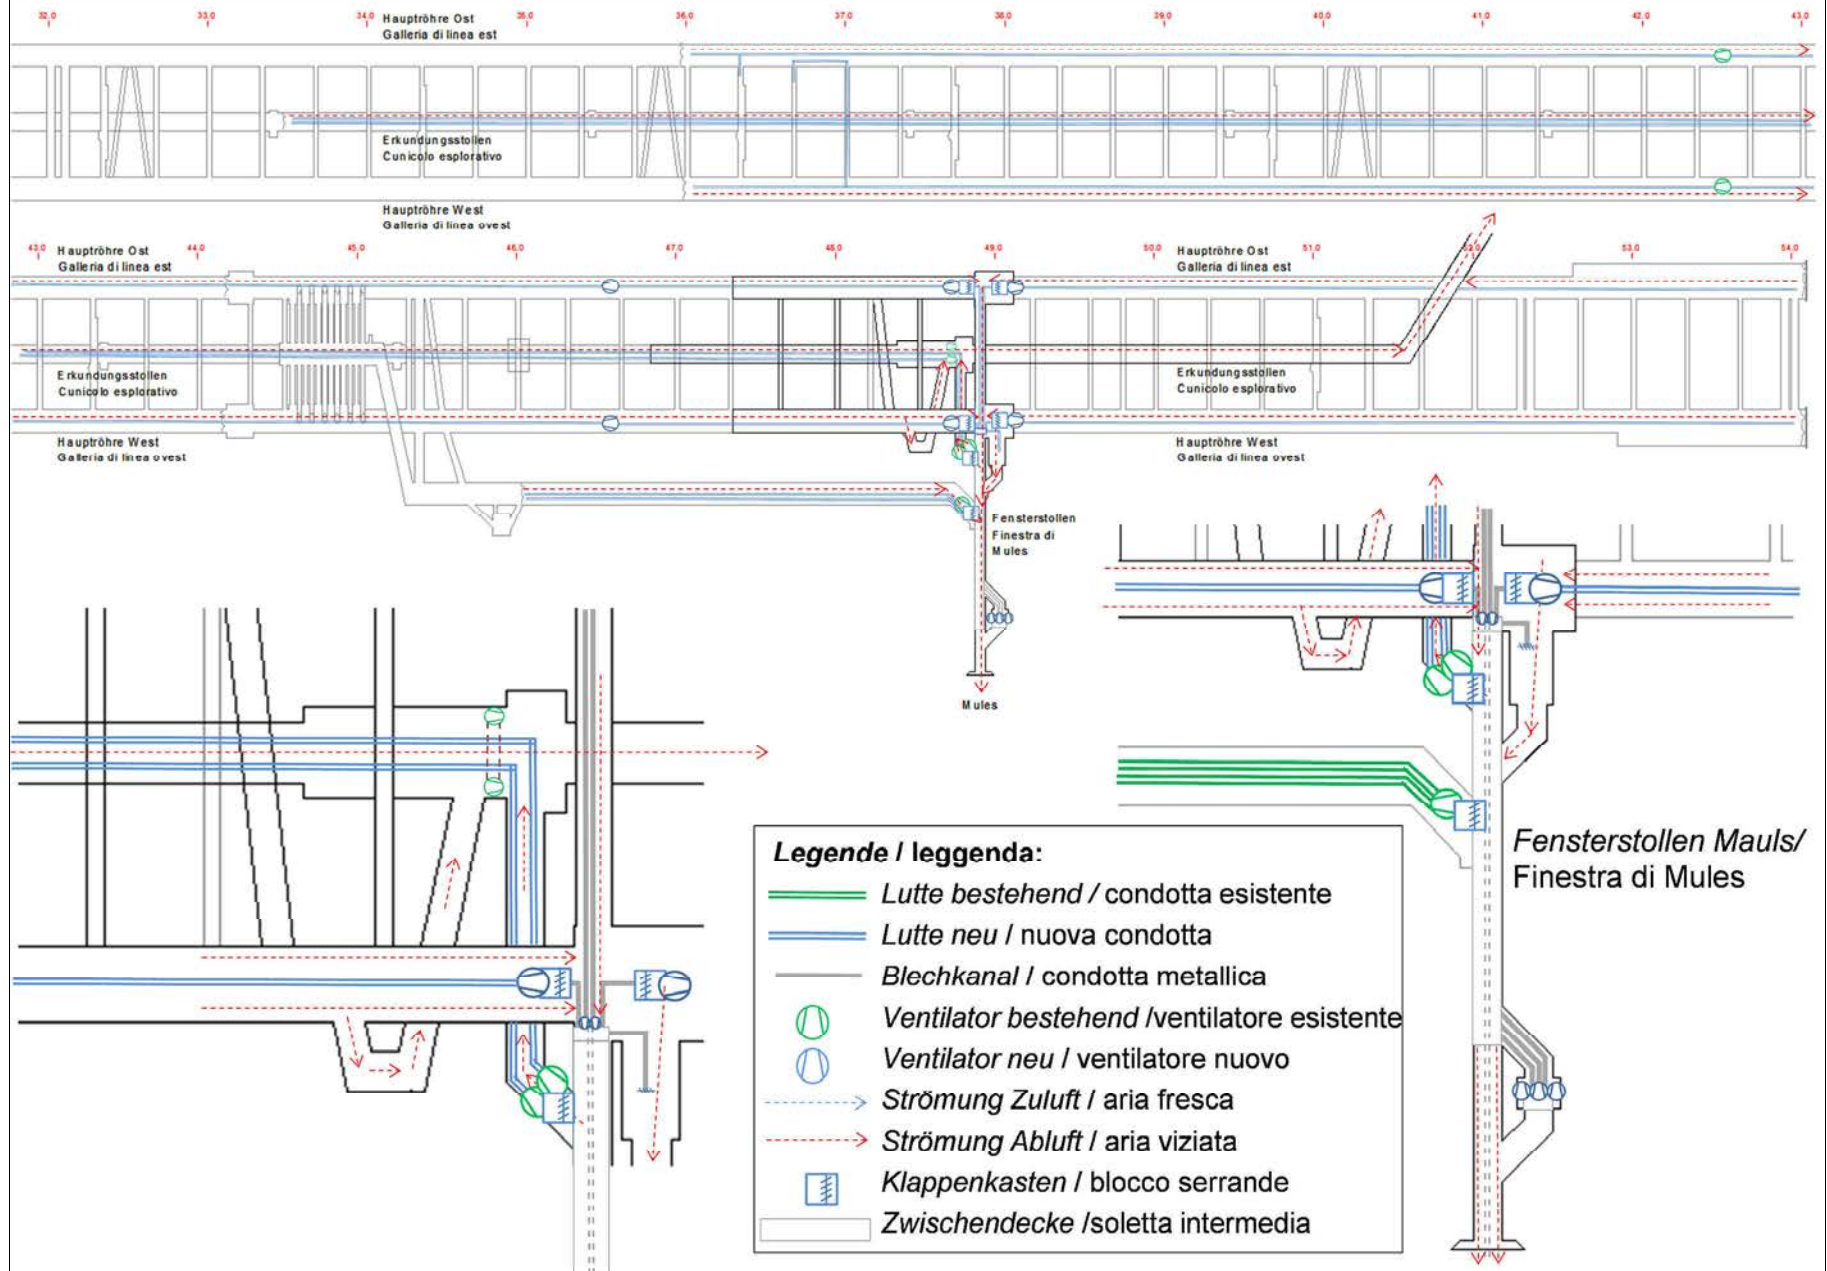 32.0 33.0 34.0 35.0 36.0 37.0 38.0 39.0 40.0 41.0 42.0 43.0
Hauptröhre Ost
Galleria di linea est
Erkundungsstollen
Cunicolo esplorativo
Hauptröhre West
Galleria di linea ovest
43.0 44.0 45.0 46.0 47.0 48.0 49.0 50.0 51.0 52.0 53.0 54.0
Hauptröhre Ost
Galleria di linea est
Hauptröhre Ost
Galleria di linea est
Erkundungsstollen
Cunicolo esplorativo
Erkundungsstollen
Cunicolo esplorativo
Hauptröhre West
Galleria di linea ovest
Hauptröhre West
Galleria di linea ovest
Fensterstollen
Finestra di
Mules
Mules
Fensterstollen Mauls/
Finestra di Mules
Legende / leggenda:
Lutte bestehend / condotta esistente
Lutte neu / nuova condotta
Blechkanal / condotta metallica
Ventilator bestehend /ventilatore esistente
Ventilator neu / ventilatore nuovo
Strömung Zuluft / aria fresca
Strömung Abluft / aria viziata
Klappenkasten / blocco serrande
Zwischendecke /soletta intermedia